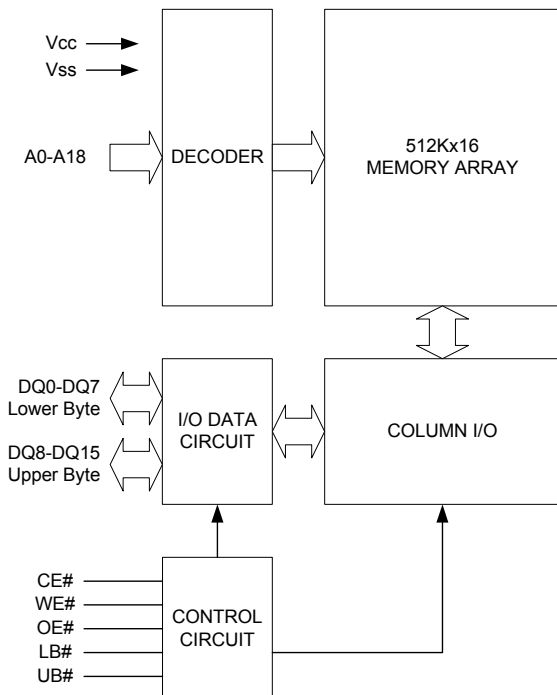 Vcc
Vss
A0-A18
DECODER
512Kx16
MEMORY ARRAY
DQ0-DQ7
Lower Byte
DQ8-DQ15
Upper Byte
I/O DATA
CIRCUIT
COLUMN I/O
CE#
WE#
OE#
LB#
UB#
CONTROL
CIRCUIT